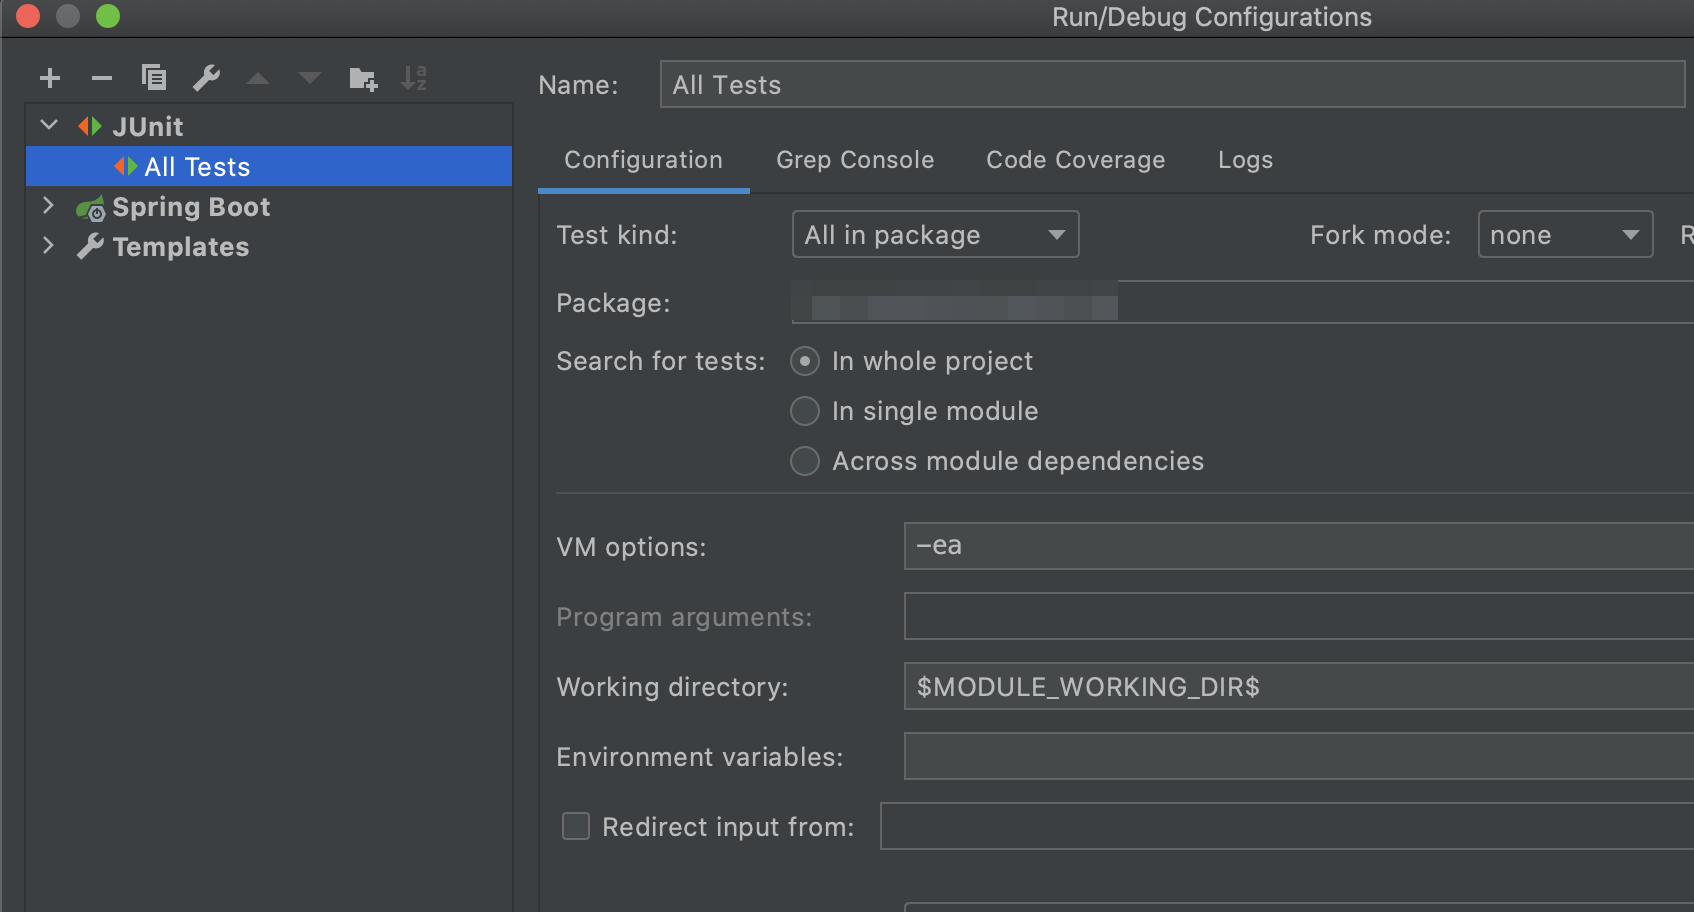 Run/Debug Configurations
Name: All Tests
JUnit
All Tests
Spring Boot
Templates
Configuration Grep Console Code Coverage Logs
Test kind: All in package Fork mode: none R
Package:
Search for tests: In whole project
In single module
Across module dependencies
VM options: -ea
Program arguments:
Working directory: $MODULE_WORKING_DIR$
Environment variables:
Redirect input from: